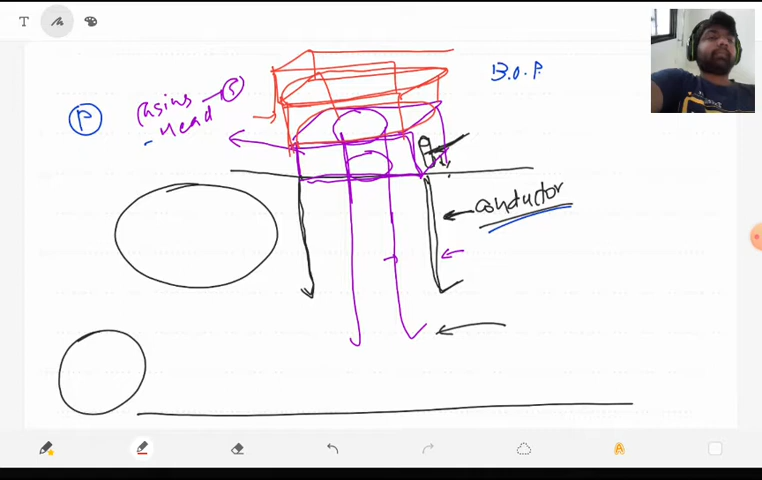 B.O.P.
P
Casing S
Head
conductor
T
A